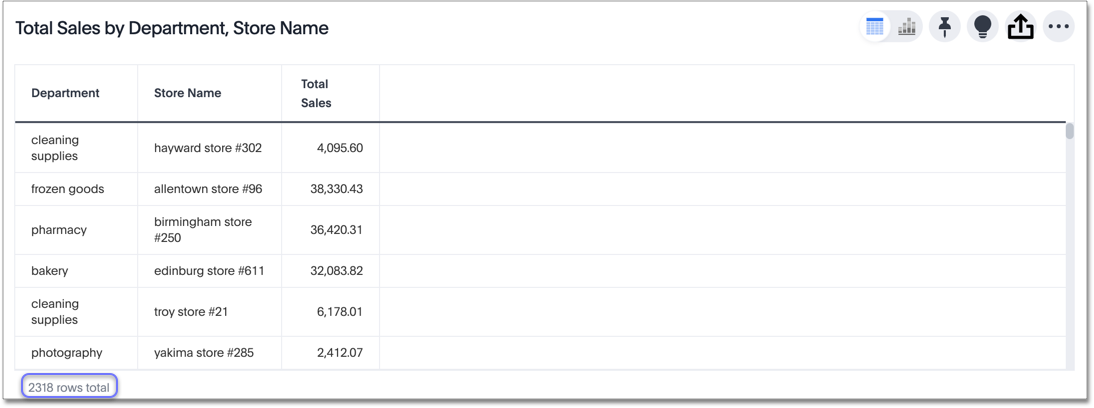 Total Sales by Department, Store Name
Department Store Name Total
Sales
cleaning
supplies hayward store #302 4,095.60
frozen goods allentown store #96 38,330.43
pharmacy birmingham store
#250 36,420.31
bakery edinburg store #611 32,083.82
cleaning
supplies troy store #21 6,178.01
photography yakima store #285 2,412.07
2318 rows total